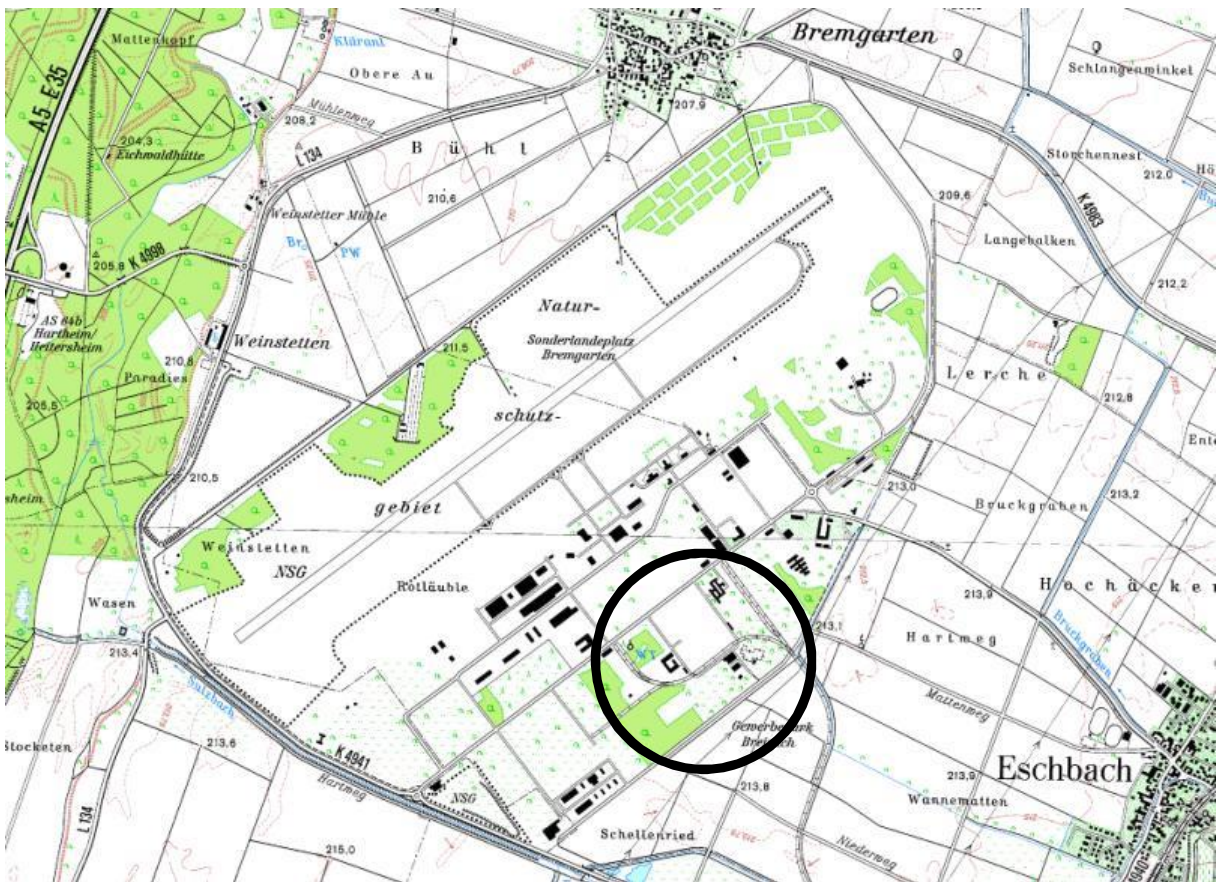 Mattenkopf
Kläranl
Bremgarten
Obere Au
Schlangenminkel
A5 E35
Mühlenweg
208,2
207,9
204,3
Eichwaldhütte
L 134
Bühl
Storchennest
212,0
210,6
209,6
K 4983
Weinstetter Mühle
Br.
PW
Langebalken
205,8
K 4998
212,2
Natur-
AS 64b
Hartheim/
Heitersheim
Sonderlandeplatz
Bremgarten
Weinstetten
211,5
210,8
Paradies
Lerche
205,5
schutz-
212,8
210,5
213,0
213,2
gebiet
Bruckgraben
Weinstetten
NSG
Rotläuble
Hochäcker
213,9
Wasen
213,1
Hartmeg
Bruckgraben
WT
213,4
Sulzbach
Mattenweg
Stocketen
213,6
Gewerbepark
Breisgau
K 4941
Eschbach
Hartweg
NSG
213,8
213,9
Wannematten
L 134
Schellenried
Niederweg
215,0